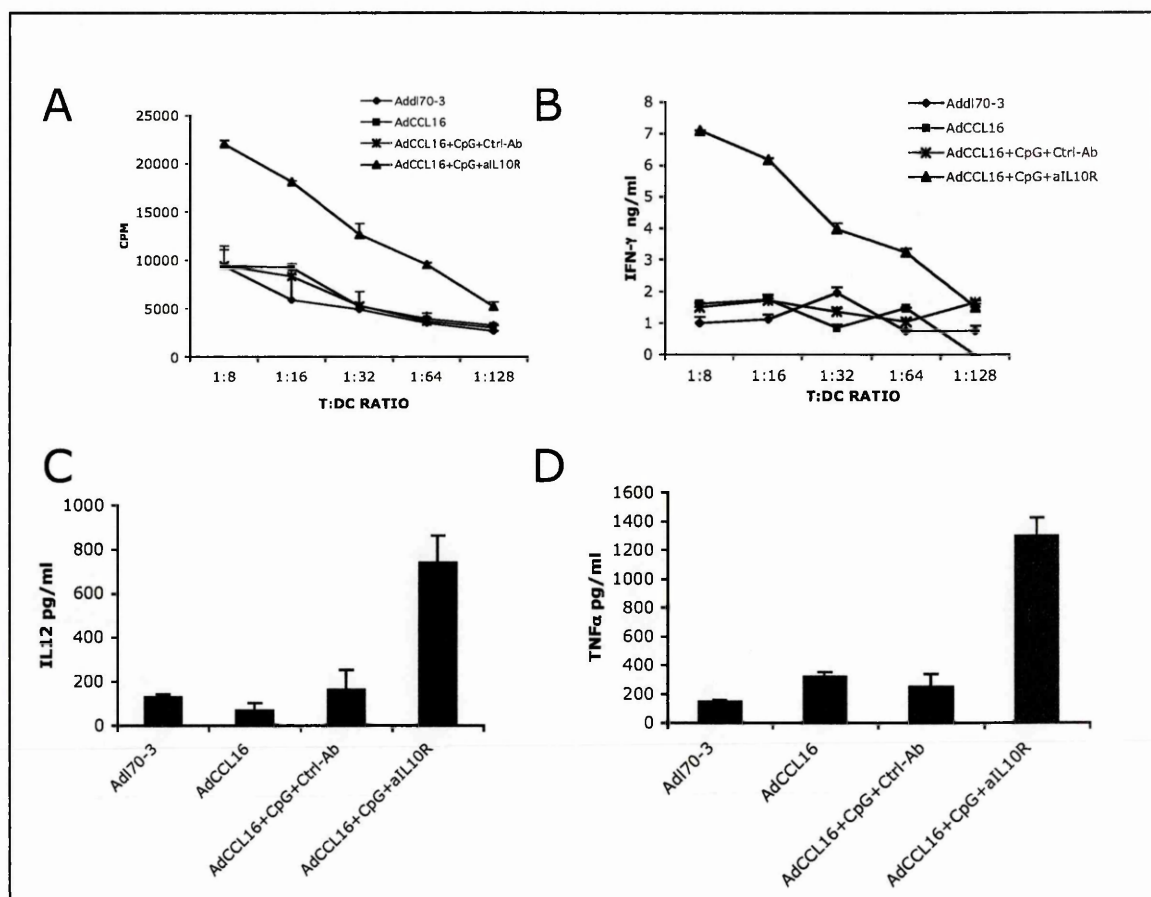 A
Addl70-3
AdCCL16
AdCCL16+CpG+Ctrl-Ab
AdCCL16+CpG+aIL10R
25000
20000
15000
10000
5000
0
CPM
1:8 1:16 1:32 1:64 1:128
T:DC RATIO
B
Addl70-3
AdCCL16
AdCCL16+CpG+Ctrl-Ab
AdCCL16+CpG+aIL10R
8
7
6
5
4
3
2
1
0
IFN-γ ng/ml
1:8 1:16 1:32 1:64 1:128
T:DC RATIO
C
1000
800
600
400
200
0
IL12 pg/ml
Adl70-3
AdCCL16
AdCCL16+CpG+Ctrl-Ab
AdCCL16+CpG+aIL10R
D
1600
1400
1200
1000
800
600
400
200
0
TNFα pg/ml
Adl70-3
AdCCL16
AdCCL16+CpG+Ctrl-Ab
AdCCL16+CpG+aIL10R